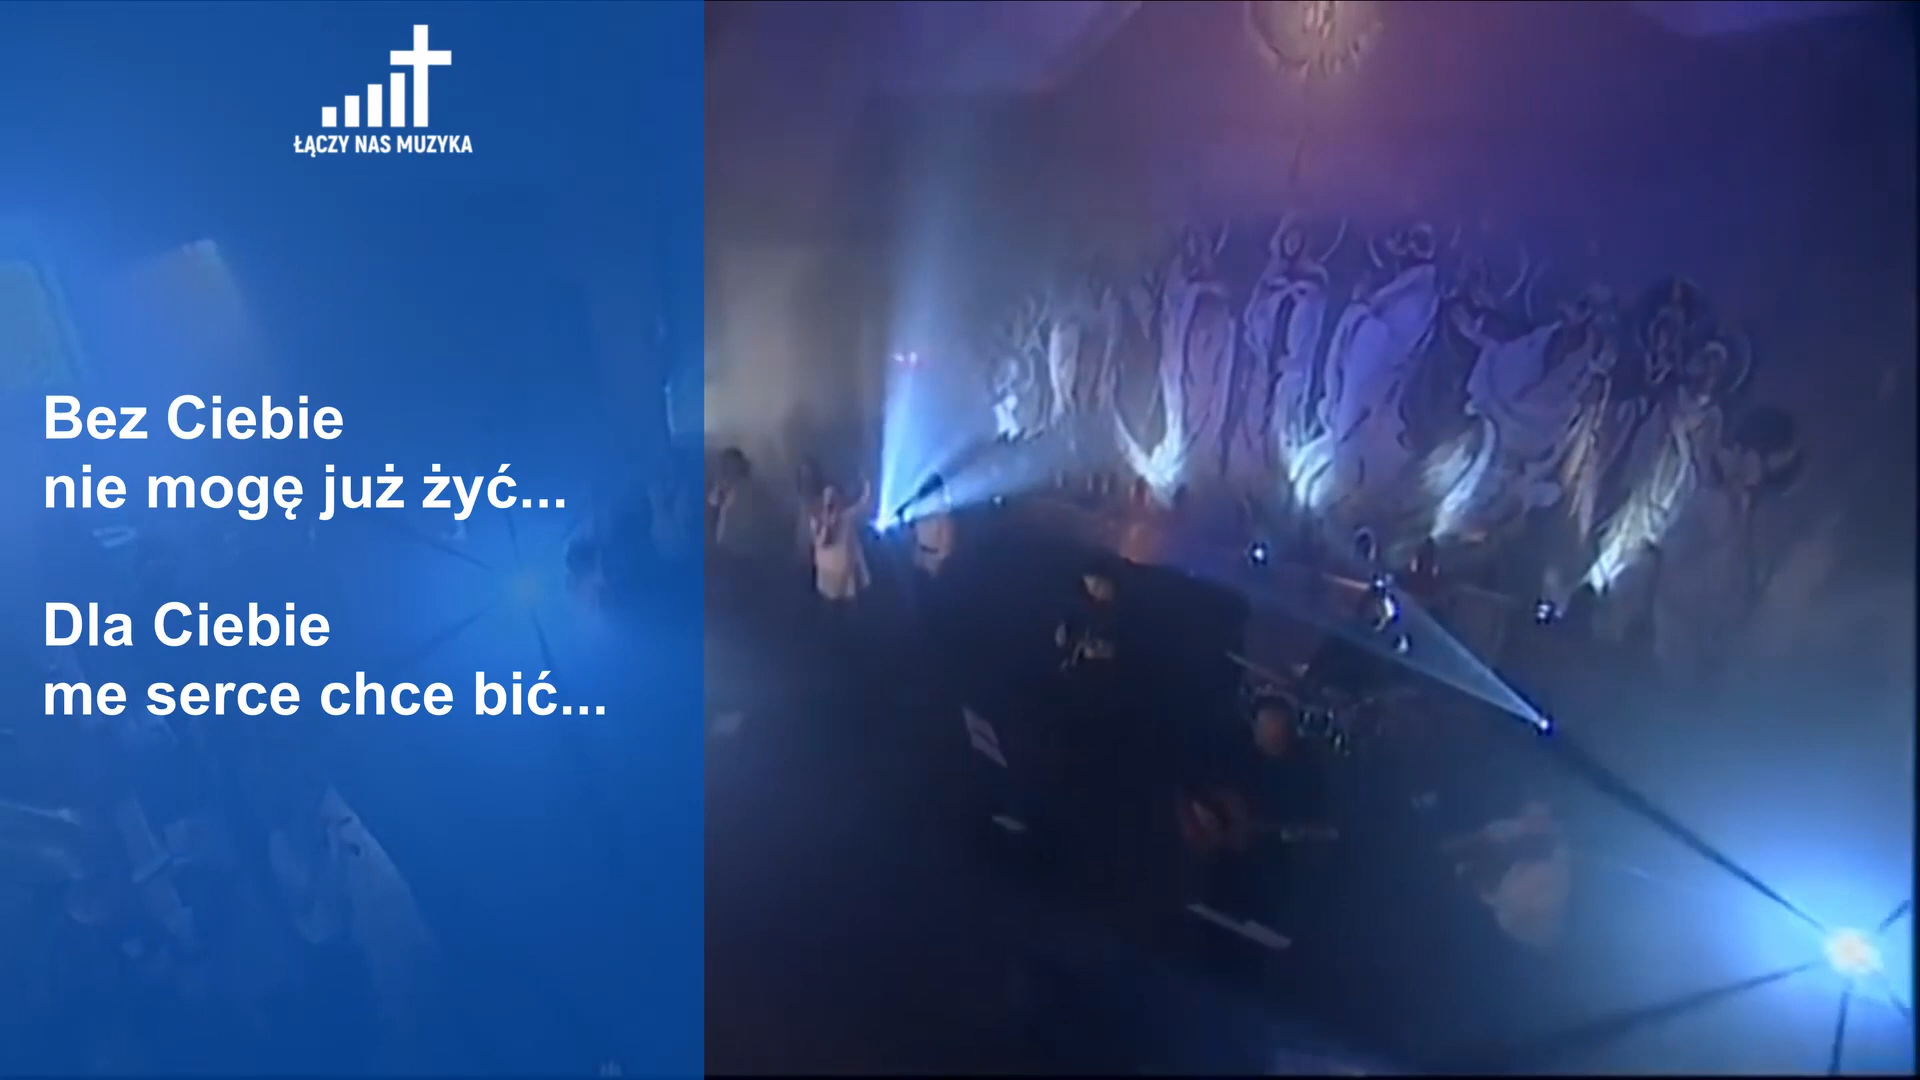 ŁĄCZY NAS MUZYKA
Bez Ciebie
nie mogę już żyć...
Dla Ciebie
me serce chce bić...